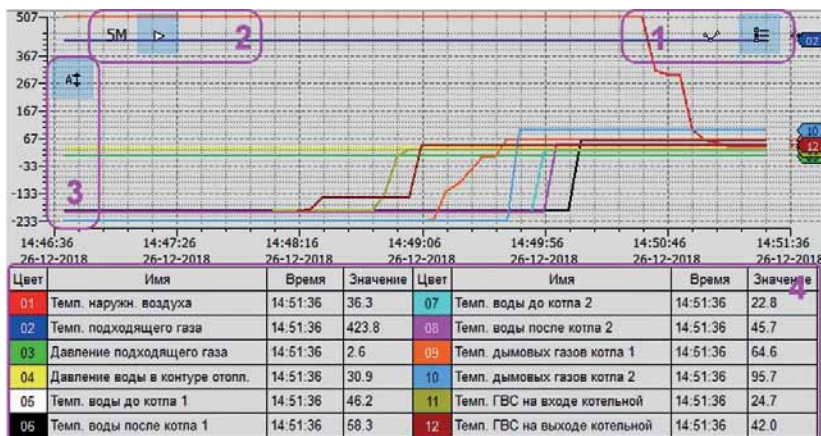 507
5M
2
1
02
367
A
267
167
67
10
12
-33
-133
3
-233
14:46:36 14:47:26 14:48:16 14:49:06 14:49:56 14:50:46 14:51:36
26-12-2018 26-12-2018 26-12-2018 26-12-2018 26-12-2018 26-12-2018 26-12-2018
Цвет Имя Время Значение Цвет Имя Время Значение 4
01 Темп. наружн. воздуха 14:51:36 36.3 07 Темп. воды до котла 2 14:51:36 22.8
02 Темп. подходящего газа 14:51:36 423.8 08 Темп. воды после котла 2 14:51:36 45.7
03 Давление подходящего газа 14:51:36 2.6 09 Темп. дымовых газов котла 1 14:51:36 64.6
04 Давление воды в контуре отопл. 14:51:36 30.9 10 Темп. дымовых газов котла 2 14:51:36 95.7
05 Темп. воды до котла 1 14:51:36 46.2 11 Темп. ГВС на входе котельной 14:51:36 24.7
06 Темп. воды после котла 1 14:51:36 58.3 12 Темп. ГВС на выходе котельной 14:51:36 42.0